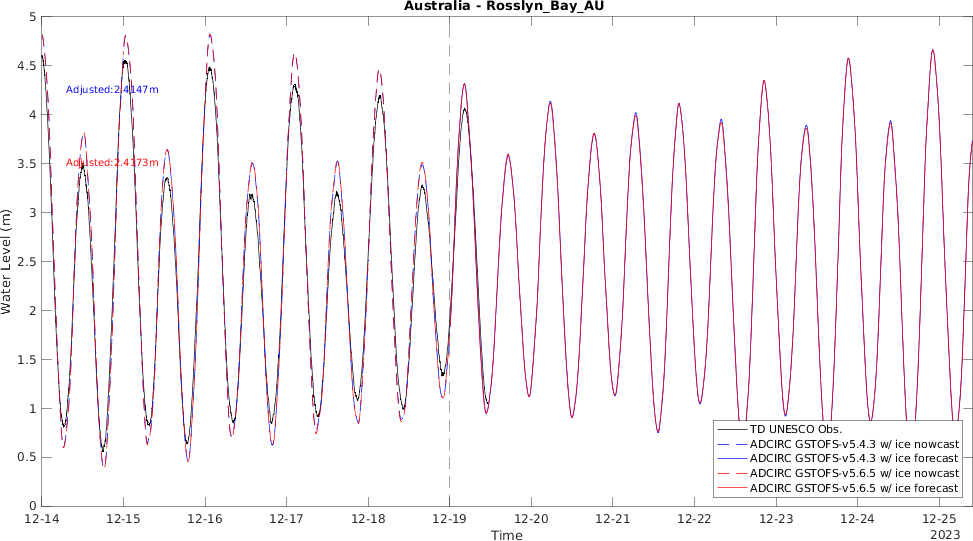 Australia - Rosslyn_Bay_AU
5
4.5
4
3.5
3
2.5
2
1.5
1
0.5
0
Water Level (m)
Adjusted:2.4147m
Adjusted:2.4173m
TD UNESCO Obs.
ADCIRC GSTOFS-v5.4.3 w/ ice nowcast
ADCIRC GSTOFS-v5.4.3 w/ ice forecast
ADCIRC GSTOFS-v5.6.5 w/ ice nowcast
ADCIRC GSTOFS-v5.6.5 w/ ice forecast
12-14 12-15 12-16 12-17 12-18 12-19 12-20 12-21 12-22 12-23 12-24 12-25
2023
Time